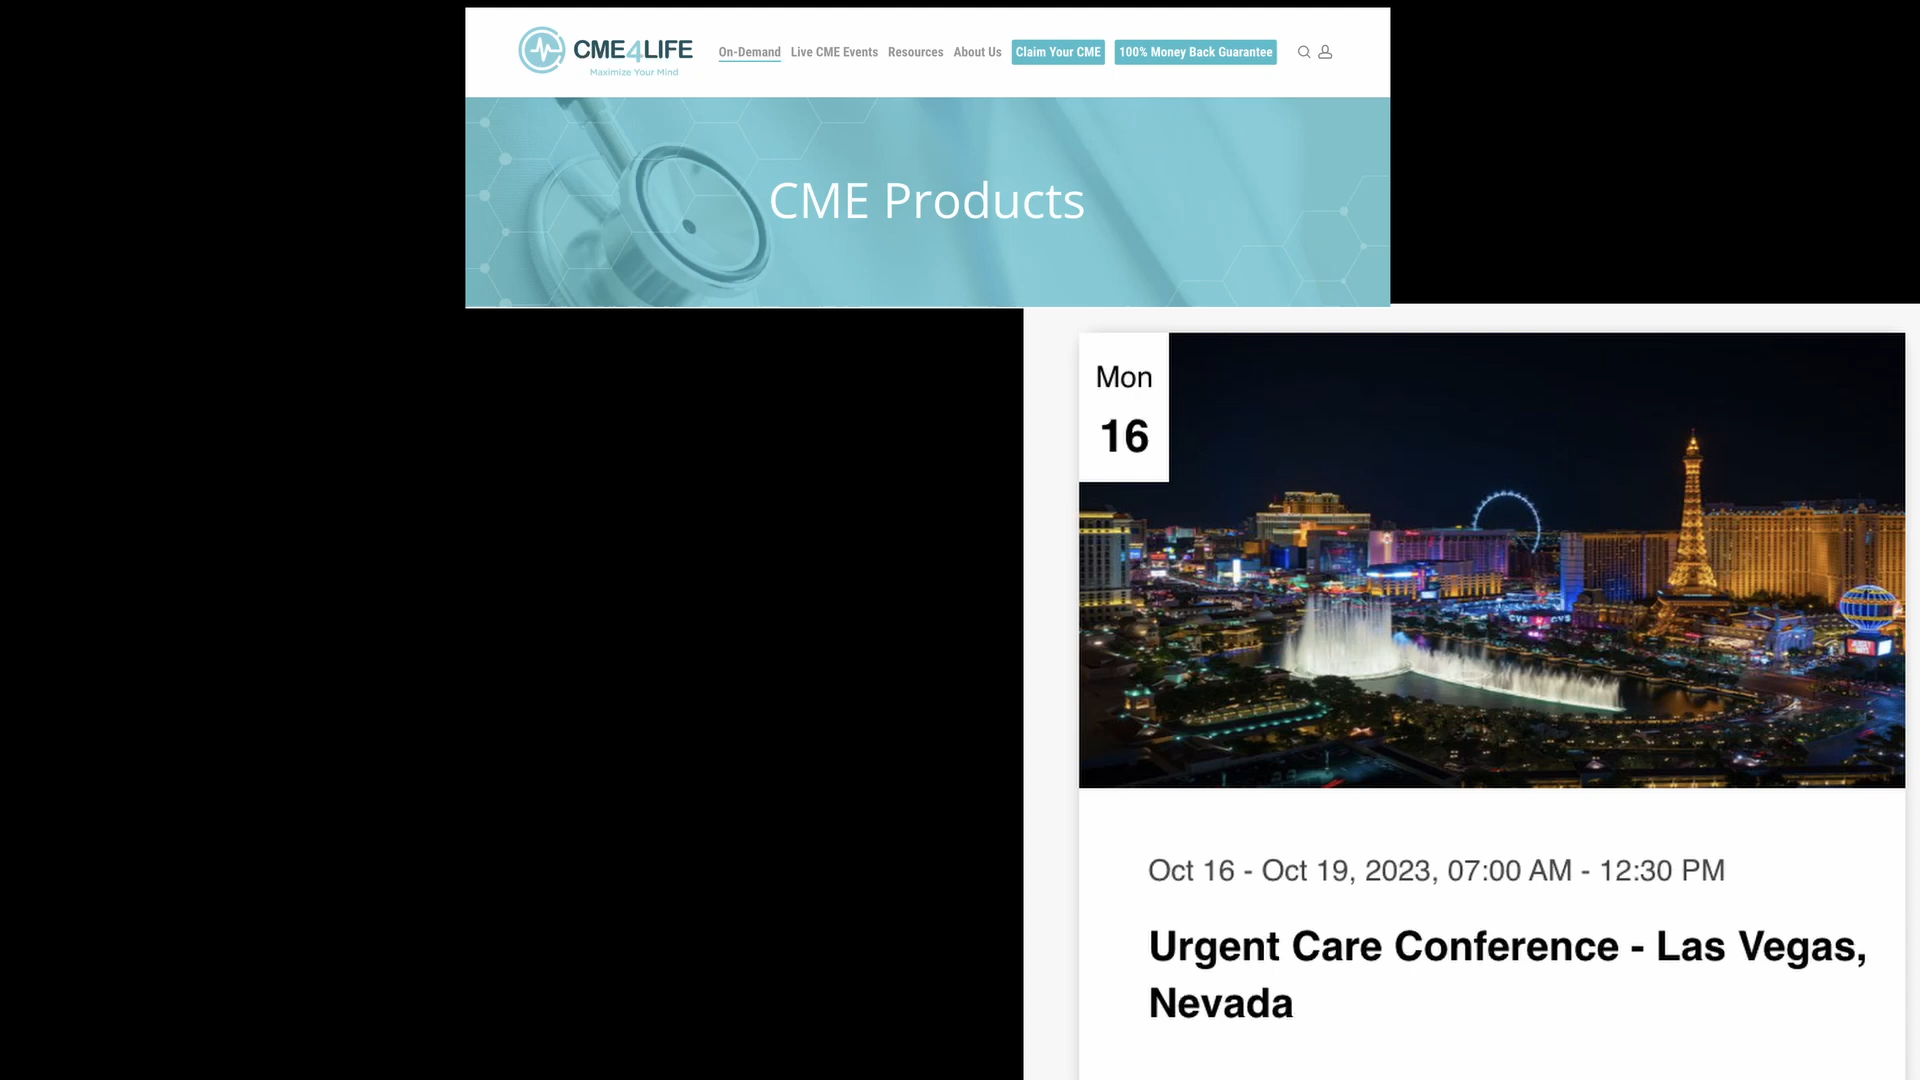 CME4LIFE
Maximize Your Mind
On-Demand Live CME Events Resources About Us Claim Your CME 100% Money Back Guarantee
CME Products
Mon
16
CVS CVS
Oct 16 - Oct 19, 2023, 07:00 AM - 12:30 PM
Urgent Care Conference - Las Vegas,
Nevada